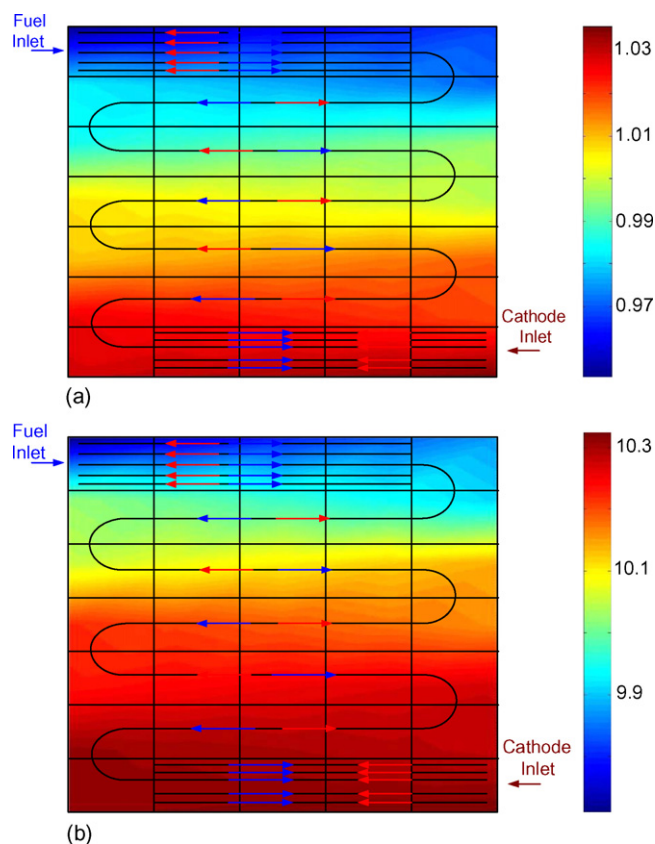 Fuel
Inlet
1.03
1.01
0.99
0.97
Cathode
Inlet
(a)
Fuel
Inlet
10.3
10.1
9.9
Cathode
Inlet
(b)